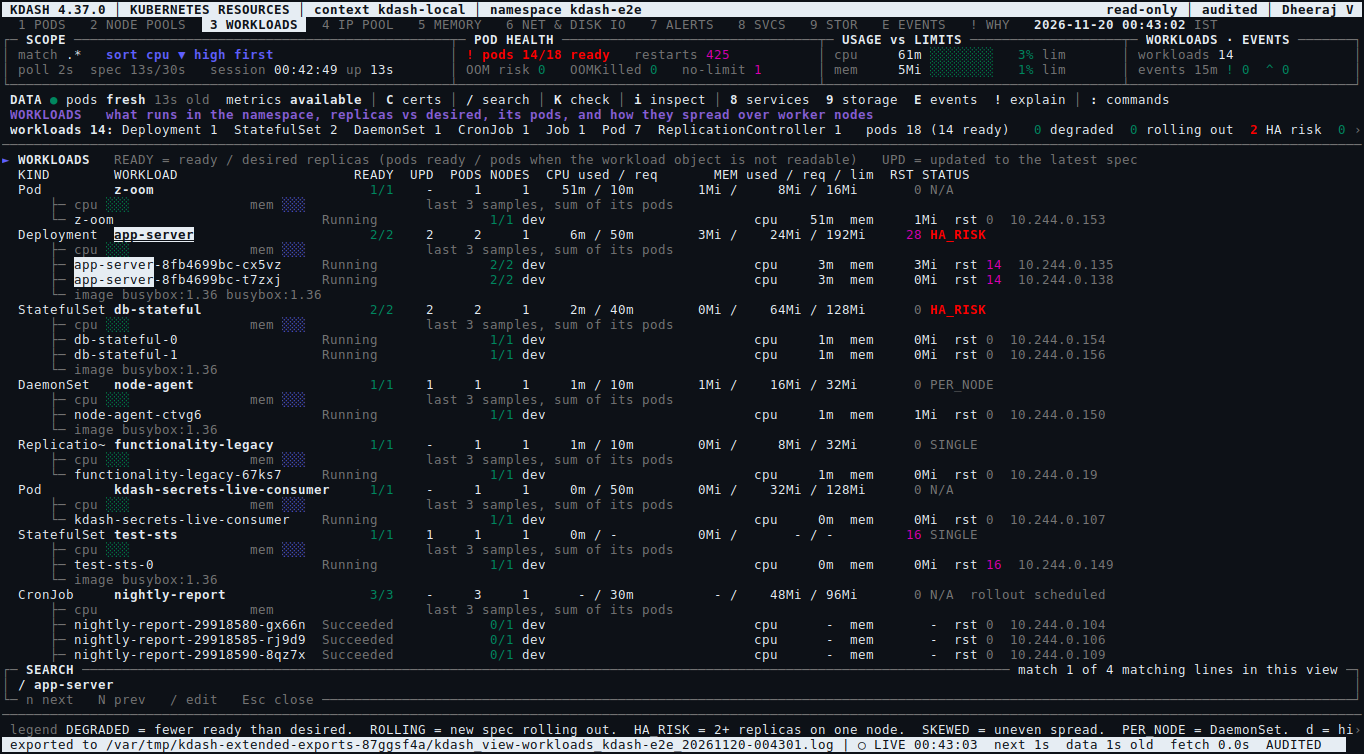 KDASH 4.37.0 │ KUBERNETES RESOURCES │ context kdash-local │ namespace kdash-e2e read-only │ audited │ Dheeraj V
1 PODS 2 NODE POOLS 3 WORKLOADS 4 IP POOL 5 MEMORY 6 NET & DISK IO 7 ALERTS 8 SVCS 9 STOR E EVENTS ! WHY 2026-11-20 00:43:02 IST
SCOPE POD HEALTH USAGE vs LIMITS WORKLOADS · EVENTS
match .* sort cpu ▼ high first ! pods 14/18 ready restarts 425 cpu 61m 3% lim workloads 14
poll 2s spec 13s/30s session 00:42:49 up 13s OOM risk 0 OOMKilled 0 no-limit 1 mem 5Mi 1% lim events 15m ! 0 ^ 0
DATA ● pods fresh 13s old metrics available │ C certs │ / search │ K check │ i inspect │ 8 services 9 storage E events ! explain │ : commands
WORKLOADS what runs in the namespace, replicas vs desired, its pods, and how they spread over worker nodes
workloads 14: Deployment 1 StatefulSet 2 DaemonSet 1 CronJob 1 Job 1 Pod 7 ReplicationController 1 pods 18 (14 ready) 0 degraded 0 rolling out 2 HA risk 0 ›
► WORKLOADS READY = ready / desired replicas (pods ready / pods when the workload object is not readable) UPD = updated to the latest spec
KIND WORKLOAD READY UPD PODS NODES CPU used / req MEM used / req / lim RST STATUS
Pod z-oom 1/1 - 1 1 51m / 10m 1Mi / 8Mi / 16Mi 0 N/A
├─ cpu mem last 3 samples, sum of its pods
└─ z-oom Running 1/1 dev cpu 51m mem 1Mi rst 0 10.244.0.153
Deployment app-server 2/2 2 2 1 6m / 50m 3Mi / 24Mi / 192Mi 28 HA_RISK
├─ cpu mem last 3 samples, sum of its pods
├─ app-server-8fb4699bc-cx5vz Running 2/2 dev cpu 3m mem 3Mi rst 14 10.244.0.135
├─ app-server-8fb4699bc-t7zxj Running 2/2 dev cpu 3m mem 0Mi rst 14 10.244.0.138
└─ image busybox:1.36 busybox:1.36
StatefulSet db-stateful 2/2 2 2 1 2m / 40m 0Mi / 64Mi / 128Mi 0 HA_RISK
├─ cpu mem last 3 samples, sum of its pods
├─ db-stateful-0 Running 1/1 dev cpu 1m mem 0Mi rst 0 10.244.0.154
├─ db-stateful-1 Running 1/1 dev cpu 1m mem 0Mi rst 0 10.244.0.156
└─ image busybox:1.36
DaemonSet node-agent 1/1 1 1 1 1m / 10m 1Mi / 16Mi / 32Mi 0 PER_NODE
├─ cpu mem last 3 samples, sum of its pods
├─ node-agent-ctvg6 Running 1/1 dev cpu 1m mem 1Mi rst 0 10.244.0.150
└─ image busybox:1.36
Replicatio~ functionality-legacy 1/1 - 1 1 1m / 10m 0Mi / 8Mi / 32Mi 0 SINGLE
├─ cpu mem last 3 samples, sum of its pods
└─ functionality-legacy-67ks7 Running 1/1 dev cpu 1m mem 0Mi rst 0 10.244.0.19
Pod kdash-secrets-live-consumer 1/1 - 1 1 0m / 50m 0Mi / 32Mi / 128Mi 0 N/A
├─ cpu mem last 3 samples, sum of its pods
└─ kdash-secrets-live-consumer Running 1/1 dev cpu 0m mem 0Mi rst 0 10.244.0.107
StatefulSet test-sts 1/1 1 1 1 0m / - 0Mi / - / - 16 SINGLE
├─ cpu mem last 3 samples, sum of its pods
├─ test-sts-0 Running 1/1 dev cpu 0m mem 0Mi rst 16 10.244.0.149
└─ image busybox:1.36
CronJob nightly-report 3/3 - 3 1 - / 30m - / 48Mi / 96Mi 0 N/A rollout scheduled
├─ cpu mem last 3 samples, sum of its pods
├─ nightly-report-29918580-gx66n Succeeded 0/1 dev cpu - mem - rst 0 10.244.0.104
├─ nightly-report-29918585-rj9d9 Succeeded 0/1 dev cpu - mem - rst 0 10.244.0.106
├─ nightly-report-29918590-8qz7x Succeeded 0/1 dev cpu - mem - rst 0 10.244.0.109
SEARCH match 1 of 4 matching lines in this view
/ app-server
n next N prev / edit Esc close
legend DEGRADED = fewer ready than desired. ROLLING = new spec rolling out. HA_RISK = 2+ replicas on one node. SKEWED = uneven spread. PER_NODE = DaemonSet. d = hi›
exported to /var/tmp/kdash-extended-exports-87ggsf4a/kdash_view-workloads_kdash-e2e_20261120-004301.log │ ○ LIVE 00:43:03 next 1s data 1s old fetch 0.0s AUDITED